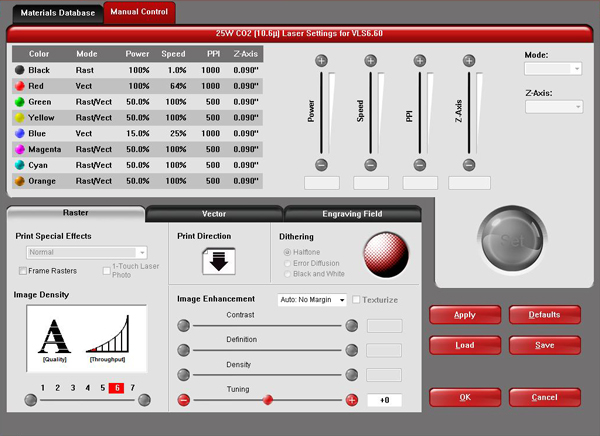 Materials Database Manual Control
25W CO2 (10.6µ) Laser Settings for VLS6.60
Color Mode Power Speed PPI Z-Axis
Black Rast 100% 1.0% 1000 0.090"
Red Vect 100% 64% 1000 0.090"
Green Rast/Vect 50.0% 100% 500 0.090"
Yellow Rast/Vect 50.0% 100% 500 0.090"
Blue Vect 15.0% 25% 1000 0.090"
Magenta Rast/Vect 50.0% 100% 500 0.090"
Cyan Rast/Vect 50.0% 100% 500 0.090"
Orange Rast/Vect 50.0% 100% 500 0.090"
Power
Speed
PPI
Z-Axis
Mode:
Z-Axis:
Set
Raster Vector Engraving Field
Print Special Effects
Normal
Frame Rasters
1-Touch Laser
Photo
Print Direction
Dithering
Halftone
Error Diffusion
Black and White
Image Density
A
[Quality] [Throughput]
1 2 3 4 5 6 7
Image Enhancement Auto: No Margin Texturize
Contrast
Definition
Density
Tuning
+0
Apply Defaults
Load Save
OK Cancel